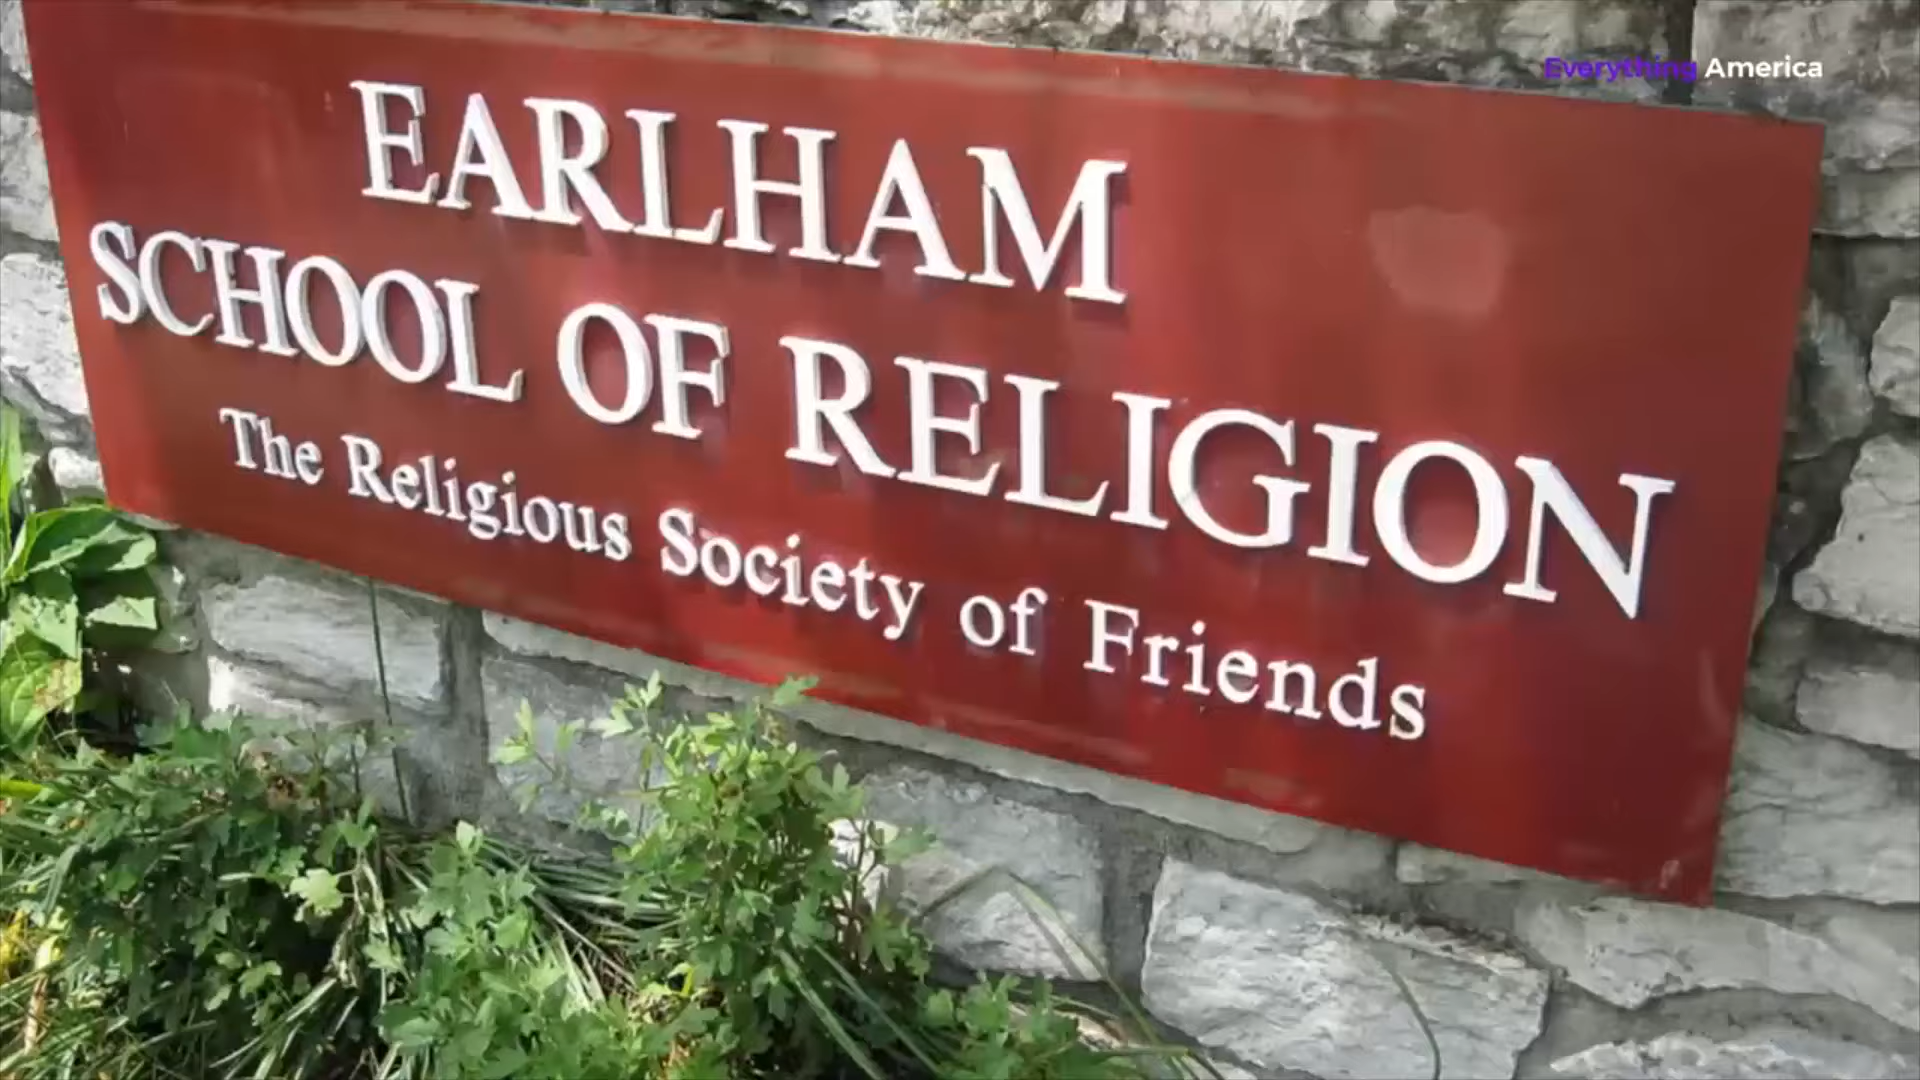 Everything America
EARLHAM
SCHOOL OF RELIGION
The Religious Society of Friends